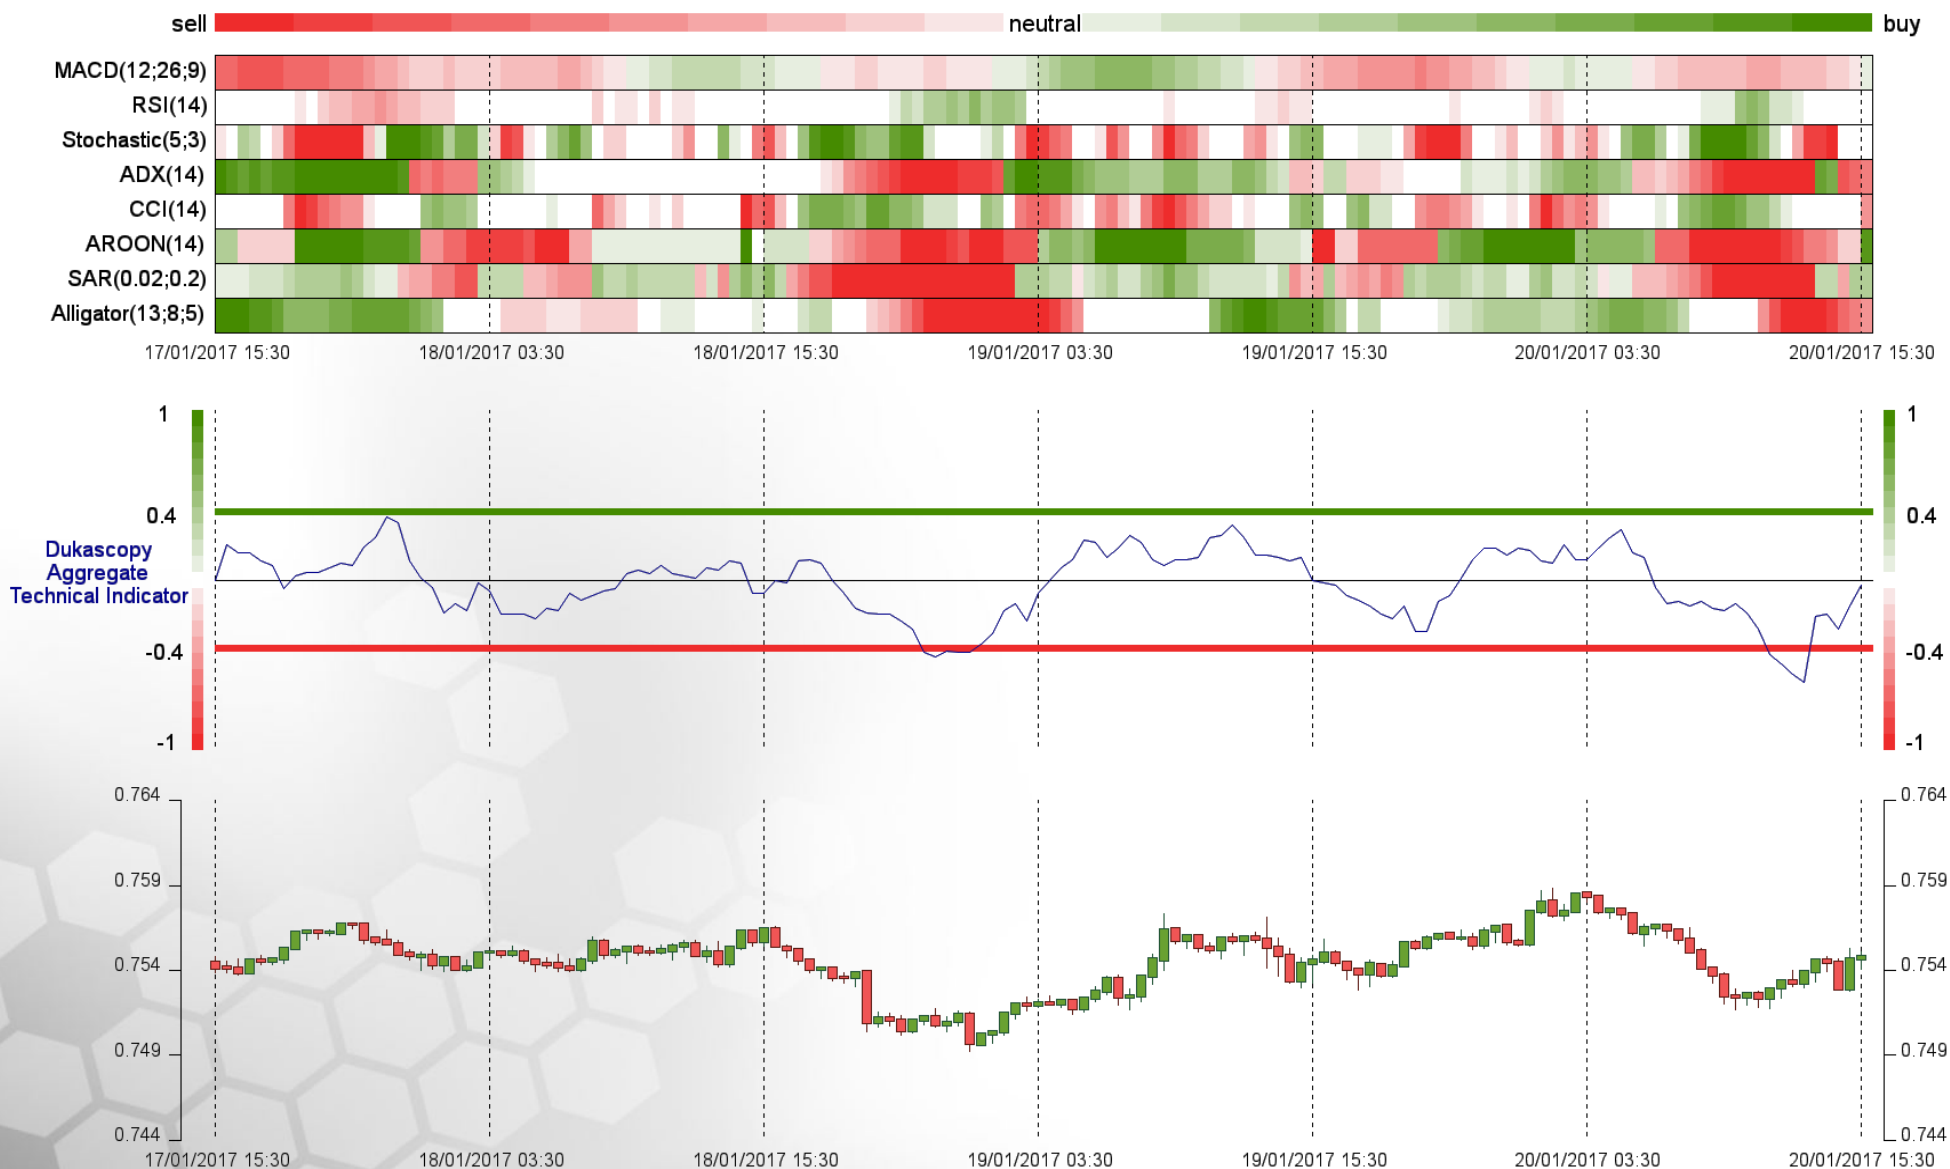 sell neutral buy
MACD(12;26;9)
RSI(14)
Stochastic(5;3)
ADX(14)
CCI(14)
AROON(14)
SAR(0.02;0.2)
Alligator(13;8;5)
17/01/2017 15:30 18/01/2017 03:30 18/01/2017 15:30 19/01/2017 03:30 19/01/2017 15:30 20/01/2017 03:30 20/01/2017 15:30
1 1
0.4 0.4
Dukascopy
Aggregate
Technical Indicator
-0.4 -0.4
-1 -1
0.764 0.764
0.759 0.759
0.754 0.754
0.749 0.749
0.744 0.744
17/01/2017 15:30 18/01/2017 03:30 18/01/2017 15:30 19/01/2017 03:30 19/01/2017 15:30 20/01/2017 03:30 20/01/2017 15:30